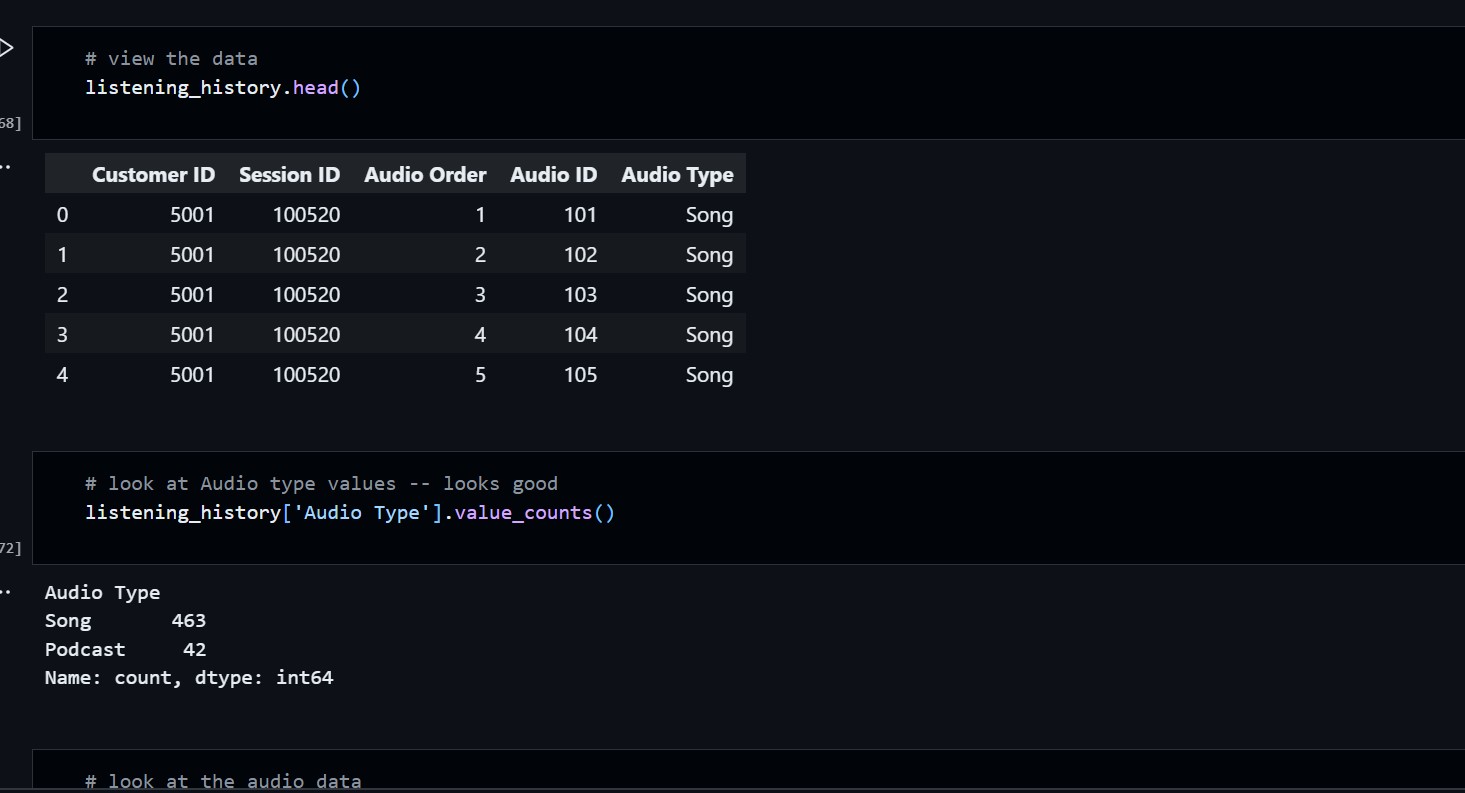 # view the data
listening_history.head()
68]
Customer ID Session ID Audio Order Audio ID Audio Type
0 5001 100520 1 101 Song
1 5001 100520 2 102 Song
2 5001 100520 3 103 Song
3 5001 100520 4 104 Song
4 5001 100520 5 105 Song
# look at Audio type values -- looks good
listening_history['Audio Type'].value_counts()
72]
Audio Type
Song 463
Podcast 42
Name: count, dtype: int64
# look at the audio data